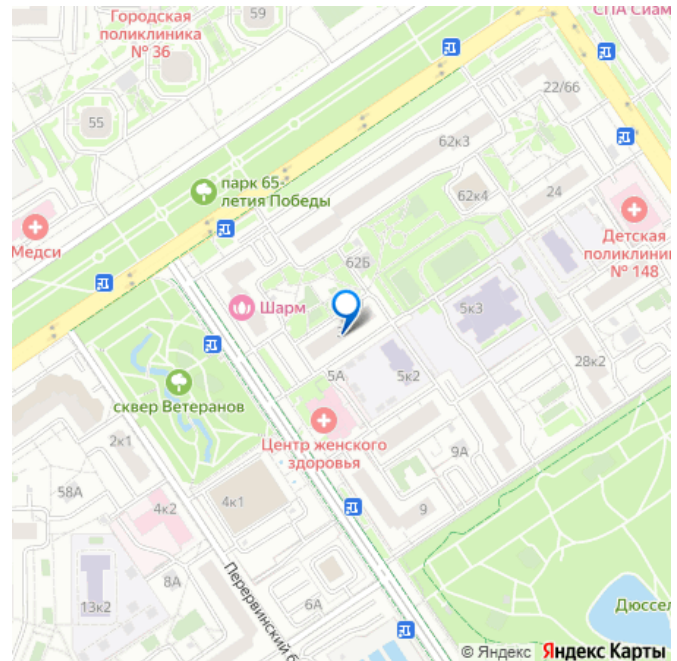 Городская
поликлиника
№ 36
59
СПА Сиам
55
22/66
62к3
парк 65-
летия Победы
62к4
24
Медси
Детская
поликлиник
№ 148
62Б
Шарм
5к3
5А
5к2
28к2
сквер Ветеранов
Центр женского
здоровья
2к1
9А
58А
4к2
4к1
9
8А
Перервинский б
13к2
6А
Дюссел
© Яндекс Яндекс Карты